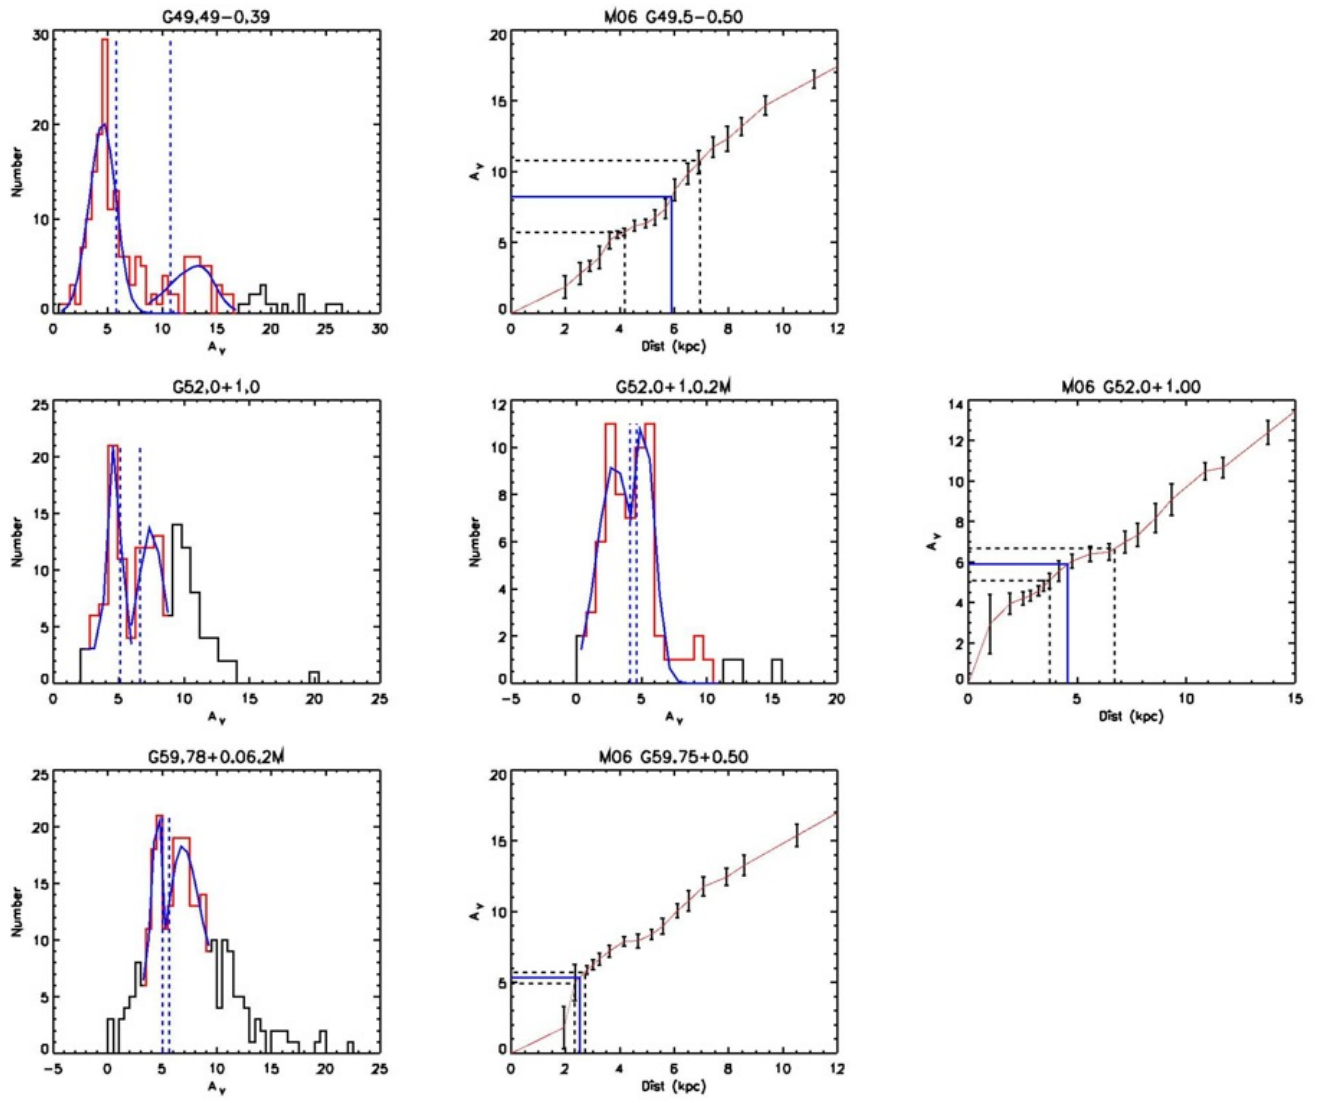 G49.49-0.39
30
20
10
0
Number
0 5 10 15 20 25 30
A_V
M06 G49.5-0.50
20
15
10
5
0
A_V
0 2 4 6 8 10 12
Dist (kpc)
G52.0+1.0
25
20
15
10
5
0
Number
0 5 10 15 20 25
A_V
G52.0+1.0.2M
12
10
8
6
4
2
0
Number
-5 0 5 10 15 20
A_V
M06 G52.0+1.00
14
12
10
8
6
4
2
0
A_V
0 5 10 15
Dist (kpc)
G59.78+0.06.2M
25
20
15
10
5
0
Number
-5 0 5 10 15 20 25
A_V
M06 G59.75+0.50
20
15
10
5
0
A_V
0 2 4 6 8 10 12
Dist (kpc)